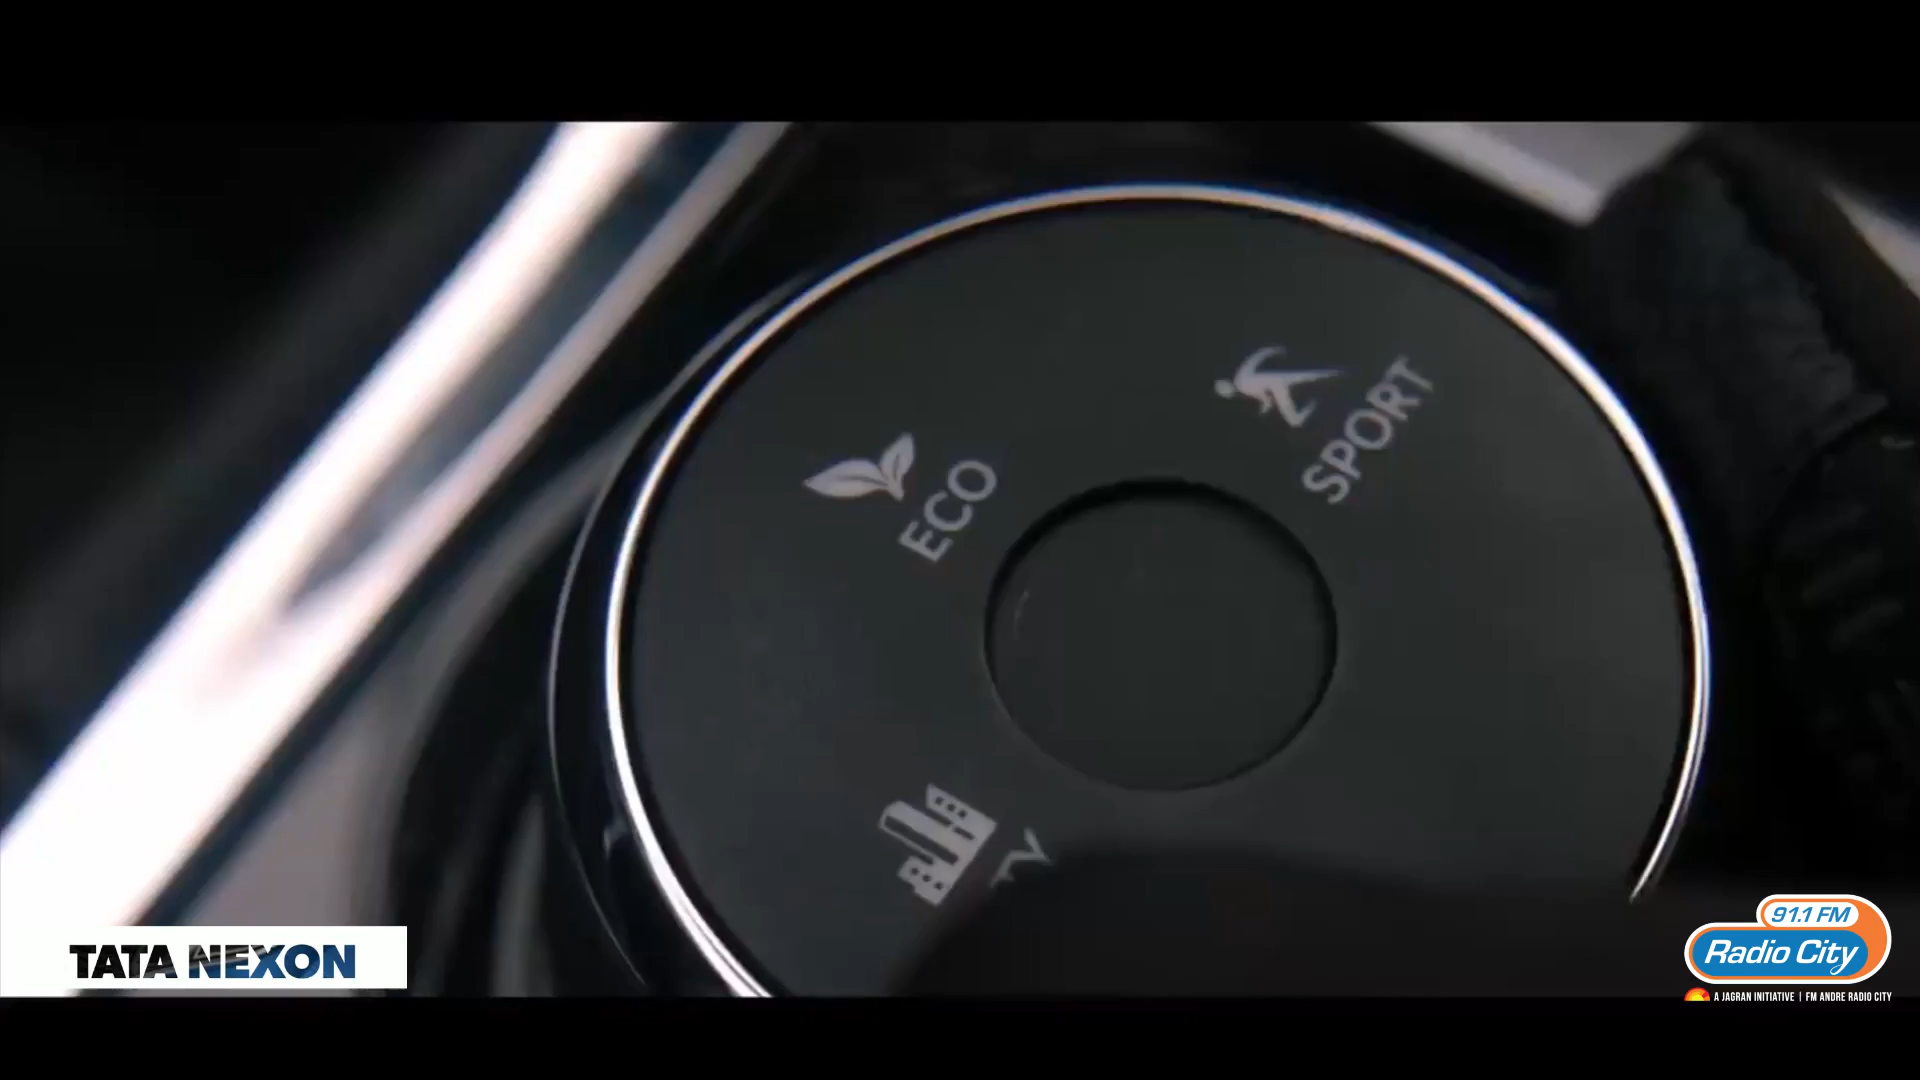 SPORT
ECO
TATA NEXON
91.1 FM
Radio City
A JAGRAN INITIATIVE | FM ANDRE RADIO CITY